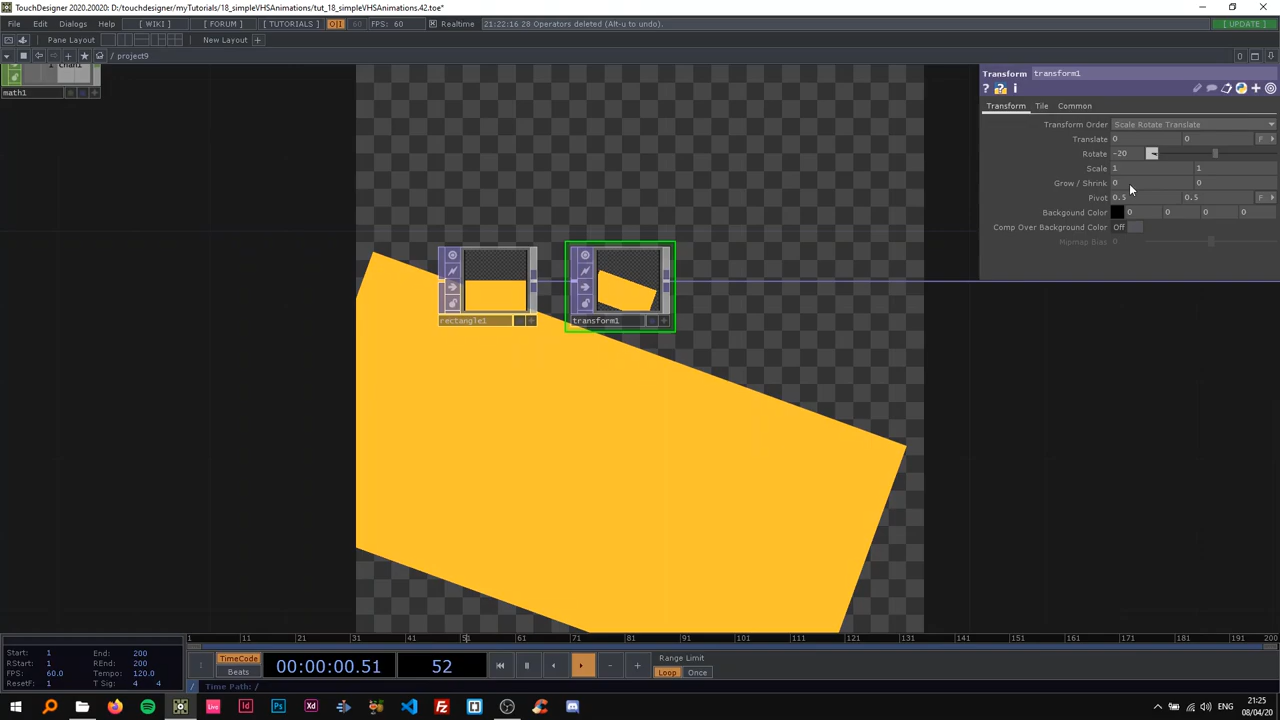 TouchDesigner 2020.20020: D:/touchdesigner/myTutorials/18_simpleVHSAnimations/tut_18_simpleVHSAnimations.42.toe*
File Edit Dialogs Help [ WIKI ] [ FORUM ] [ TUTORIALS ] O|I FPS: 60 Realtime 21:22:16 28 Operators deleted (Alt-u to undo). [ UPDATE ]
Pane Layout New Layout +
/ project9
math1
Transform transform1
Transform Tile Common
Transform Order Scale Rotate Translate
Translate 0 0 F
Rotate -20
Scale 1 1
Grow / Shrink 0 0
Pivot 0.5 0.5 F
Background Color 0 0 0 0
Comp Over Background Color Off
Mipmap Bias 0
rectangle1
transform1
1 11 21 31 41 51 61 71 81 91 101 111 121 131 141 151 161 171 181 191 200
Start: 1 End: 200
RStart: 1 REnd: 200
FPS: 60.0 Tempo: 120.0
ResetF: 1 T Sig: 4 4
TimeCode
Beats
00:00:00.51
52
Range Limit
Loop Once
/ Time Path: /
ENG
21:25
08/04/20